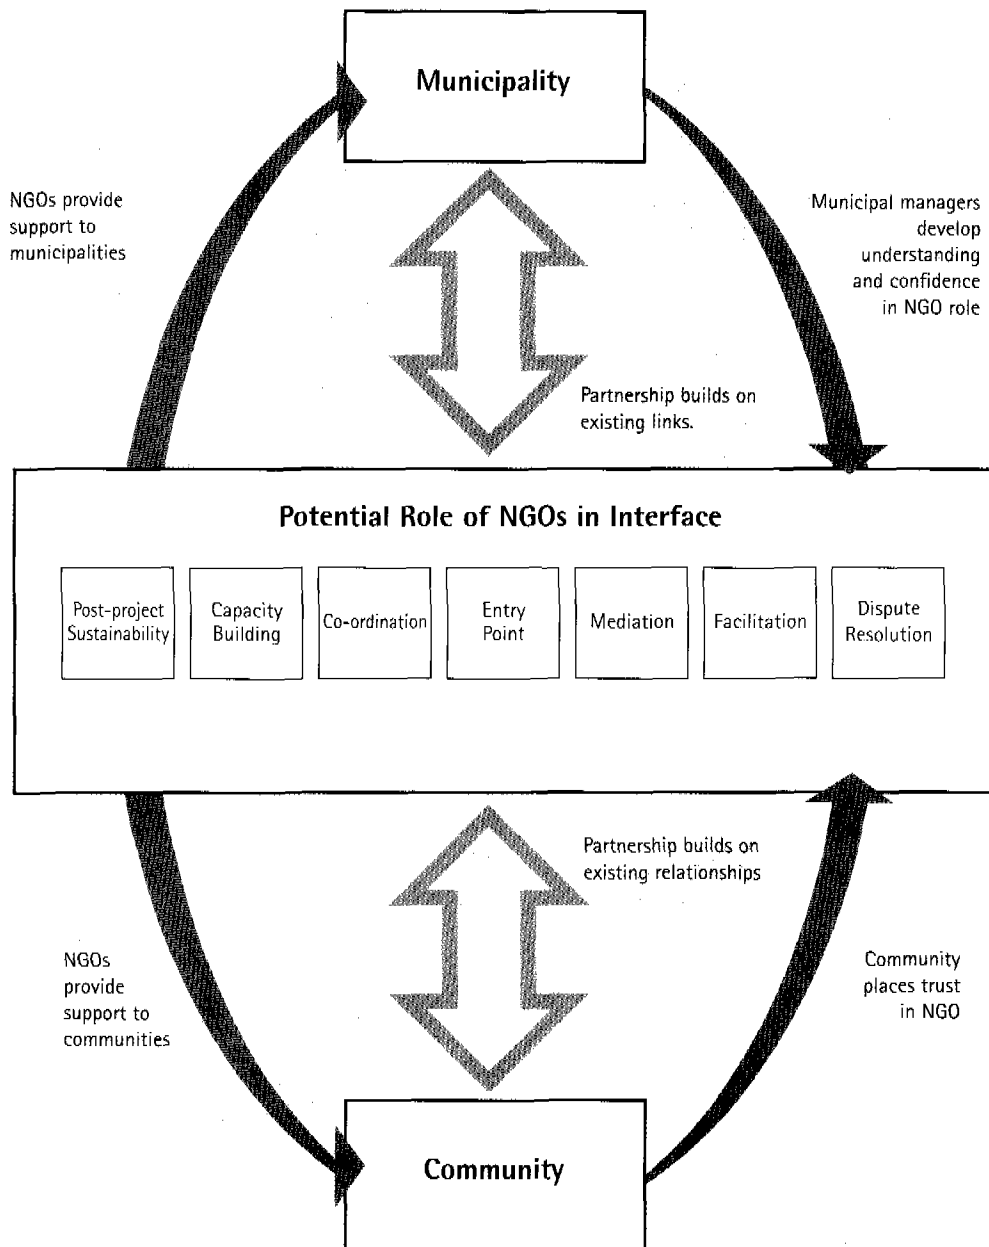 Municipality
NGOs provide
support to
municipalities
Municipal managers
develop
understanding
and confidence
in NGO role
Partnership builds on
existing links.
Potential Role of NGOs in Interface
Post-project
Sustainability
Capacity
Building
Co-ordination
Entry
Point
Mediation
Facilitation
Dispute
Resolution
Partnership builds on
existing relationships
NGOs
provide
support to
communities
Community
places trust
in NGO
Community